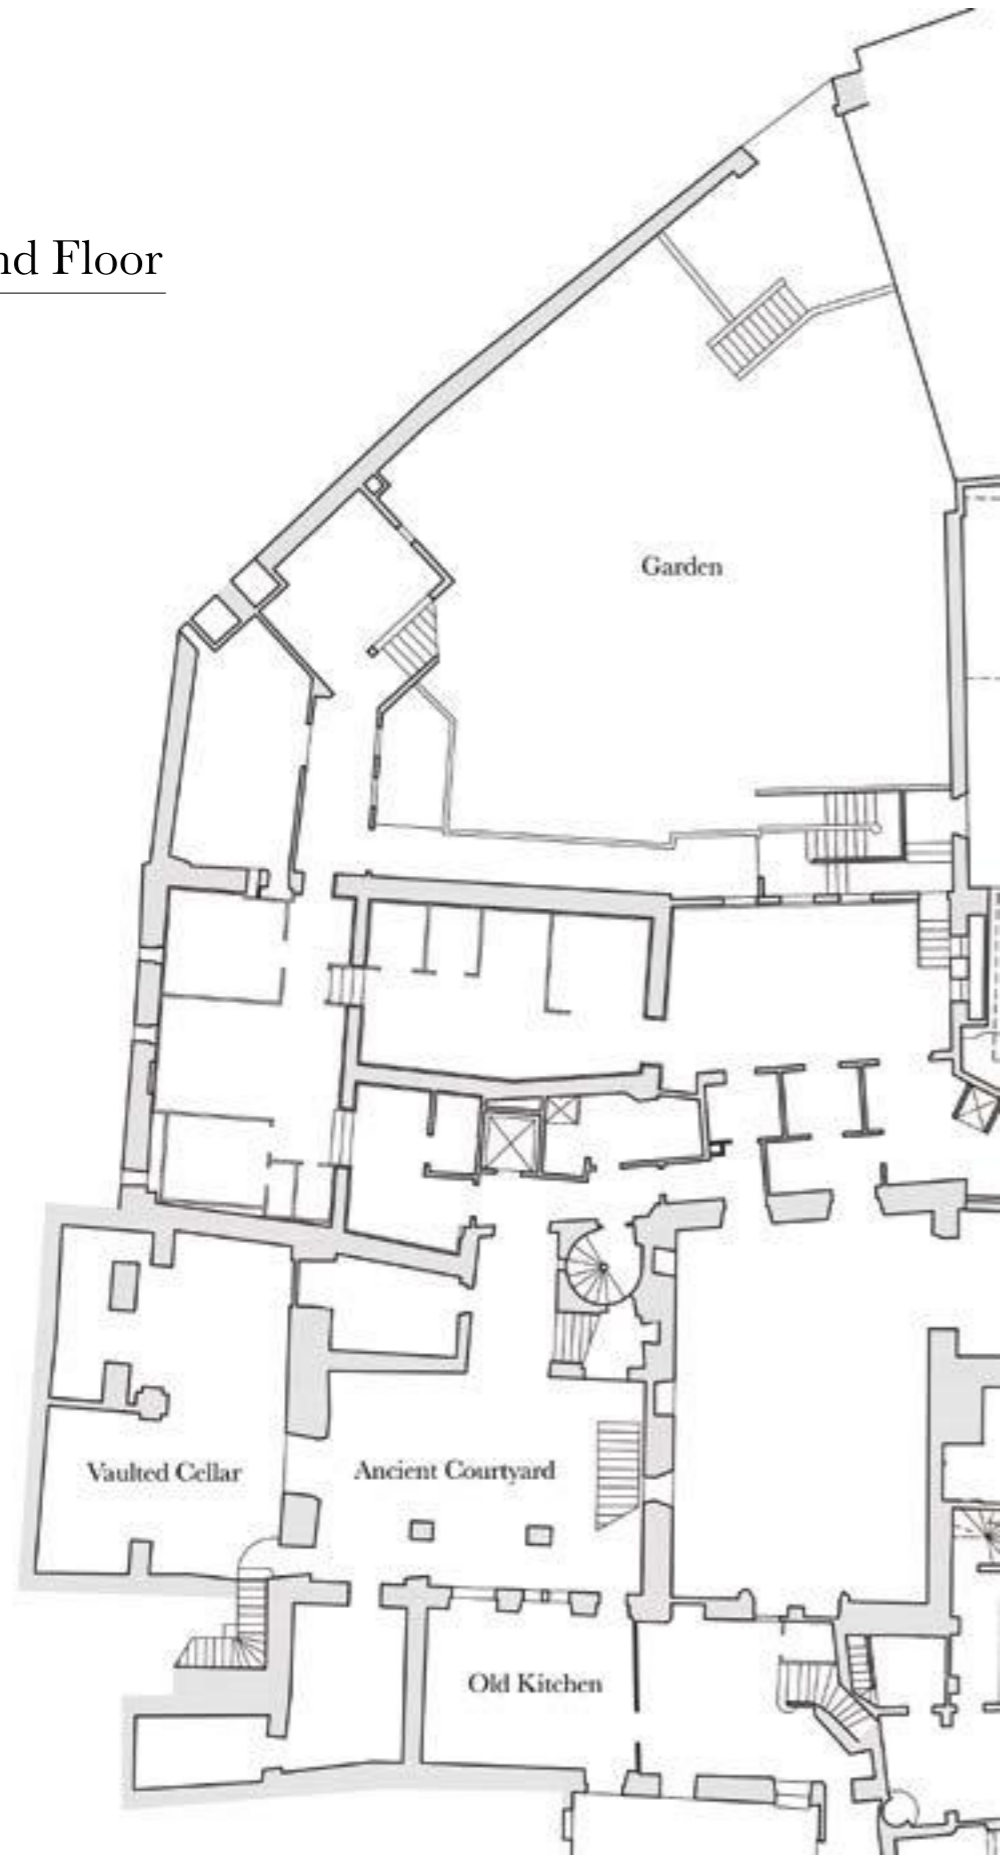 nd Floor
Garden
Vaulted Cellar
Ancient Courtyard
Old Kitchen